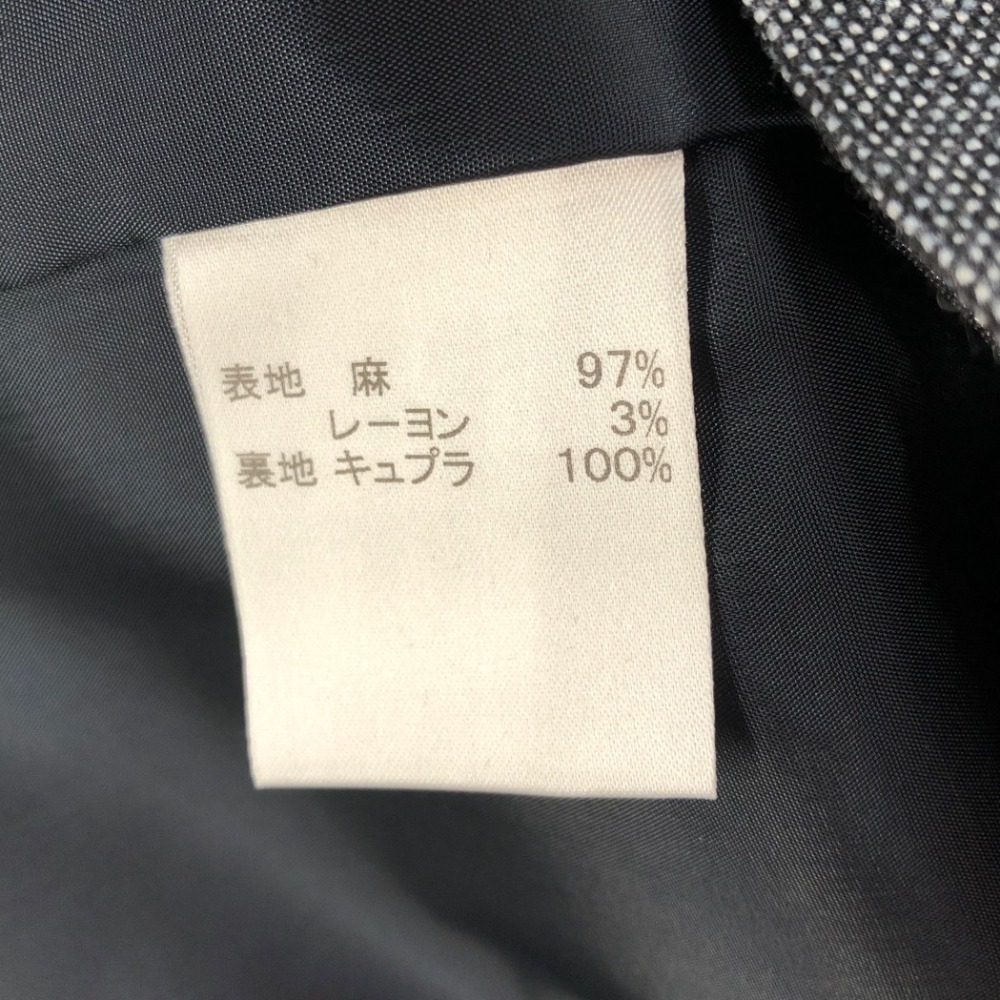 表地 麻 97%
レーヨン 3%
裏地 キュプラ 100%